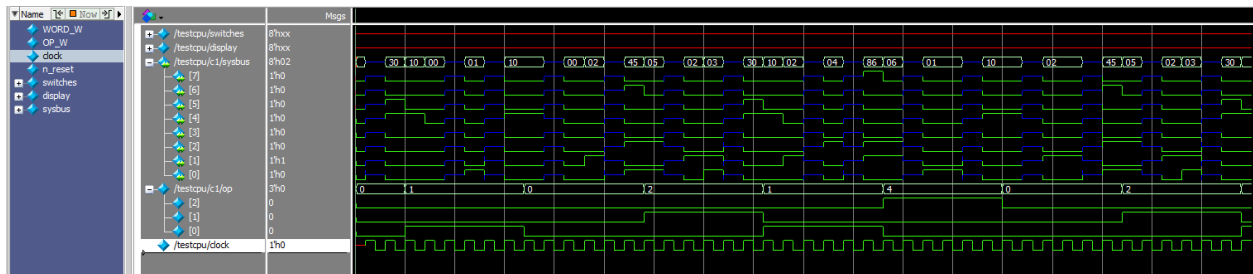 Name Now
WORD_W
OP_W
clock
n_reset
switches
display
sysbus
Msgs
/testcpu/switches 8'hxx
/testcpu/display 8'hxx
/testcpu/c1/sysbus 8'h02 30 10 00 01 10 00 02 45 05 02 03 30 10 02 04 86 06 01 10 02 45 05 02 03 30
[7] 1'h0
[6] 1'h0
[5] 1'h0
[4] 1'h0
[3] 1'h0
[2] 1'h0
[1] 1'h1
[0] 1'h0
/testcpu/c1/op 3'h0 0 1 0 2 1 4 0 2
[2] 0
[1] 0
[0] 0
/testcpu/clock 1'h0